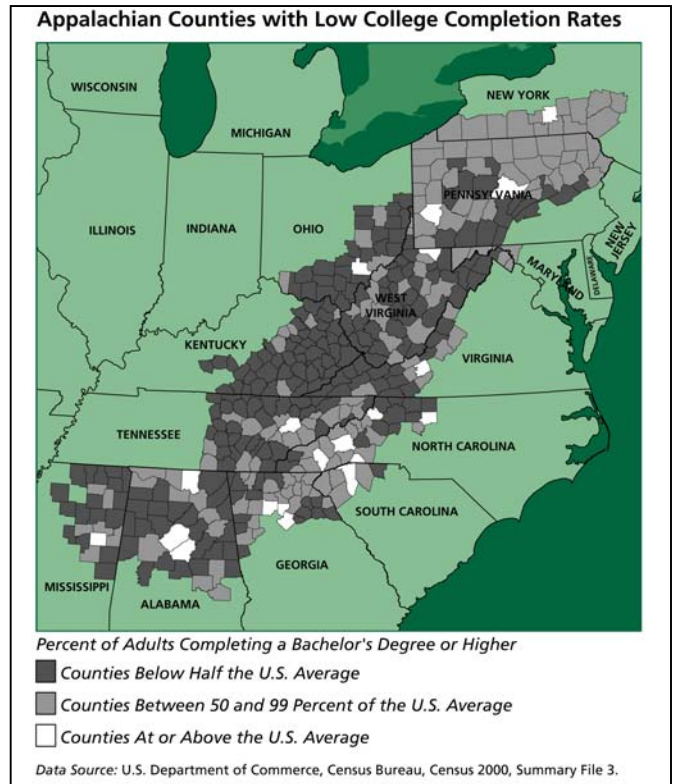 Appalachian Counties with Low College Completion Rates
WISCONSIN
NEW YORK
MICHIGAN
PENNSYLVANIA
ILLINOIS
INDIANA
OHIO
NEW
JERSEY
MARYLAND
DELAWARE
WEST
VIRGINIA
KENTUCKY
VIRGINIA
TENNESSEE
NORTH CAROLINA
SOUTH CAROLINA
GEORGIA
MISSISSIPPI
ALABAMA
Percent of Adults Completing a Bachelor's Degree or Higher
Counties Below Half the U.S. Average
Counties Between 50 and 99 Percent of the U.S. Average
Counties At or Above the U.S. Average
Data Source: U.S. Department of Commerce, Census Bureau, Census 2000, Summary File 3.